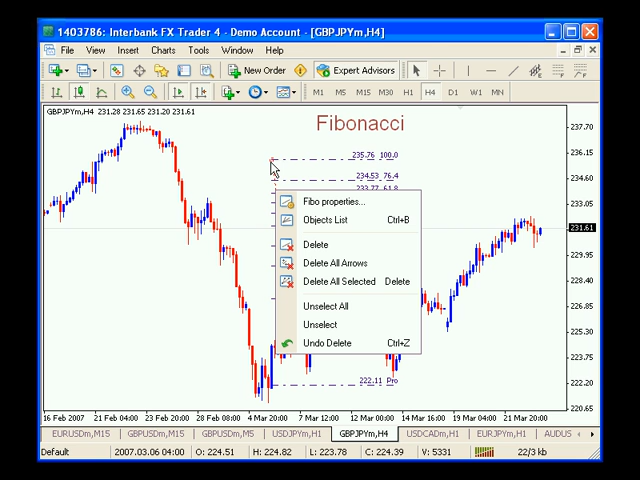 1403786: Interbank FX Trader 4 - Demo Account - [GBPJPYm,H4]
File View Insert Charts Tools Window Help
New Order Expert Advisors
M1 M5 M15 M30 H1 H4 D1 W1 MN
GBPJPYm,H4 231.28 231.65 231.20 231.61
Fibonacci
237.70
236.15
234.60
233.05
231.61
229.95
228.40
226.85
225.30
223.75
222.20
220.65
235.76 100.0
234.53 76.4
233.77 61.8
Fibo properties...
Objects List Ctrl+B
Delete
Delete All Arrows
Delete All Selected Delete
Unselect All
Unselect
Undo Delete Ctrl+Z
222.11 Pro
16 Feb 2007 21 Feb 04:00 23 Feb 20:00 28 Feb 08:00 4 Mar 20:00 7 Mar 12:00 12 Mar 00:00 14 Mar 16:00 19 Mar 04:00 21 Mar 20:00
EURUSDm,M15 GBPUSDm,M15 GBPUSDm,M5 USDJPYm,H1 GBPJPYm,H4 USDCADm,H1 EURJPYm,H1 AUDUS
Default 2007.03.06 04:00 O: 224.51 H: 224.82 L: 223.78 C: 224.39 V: 5331 22/3 kb